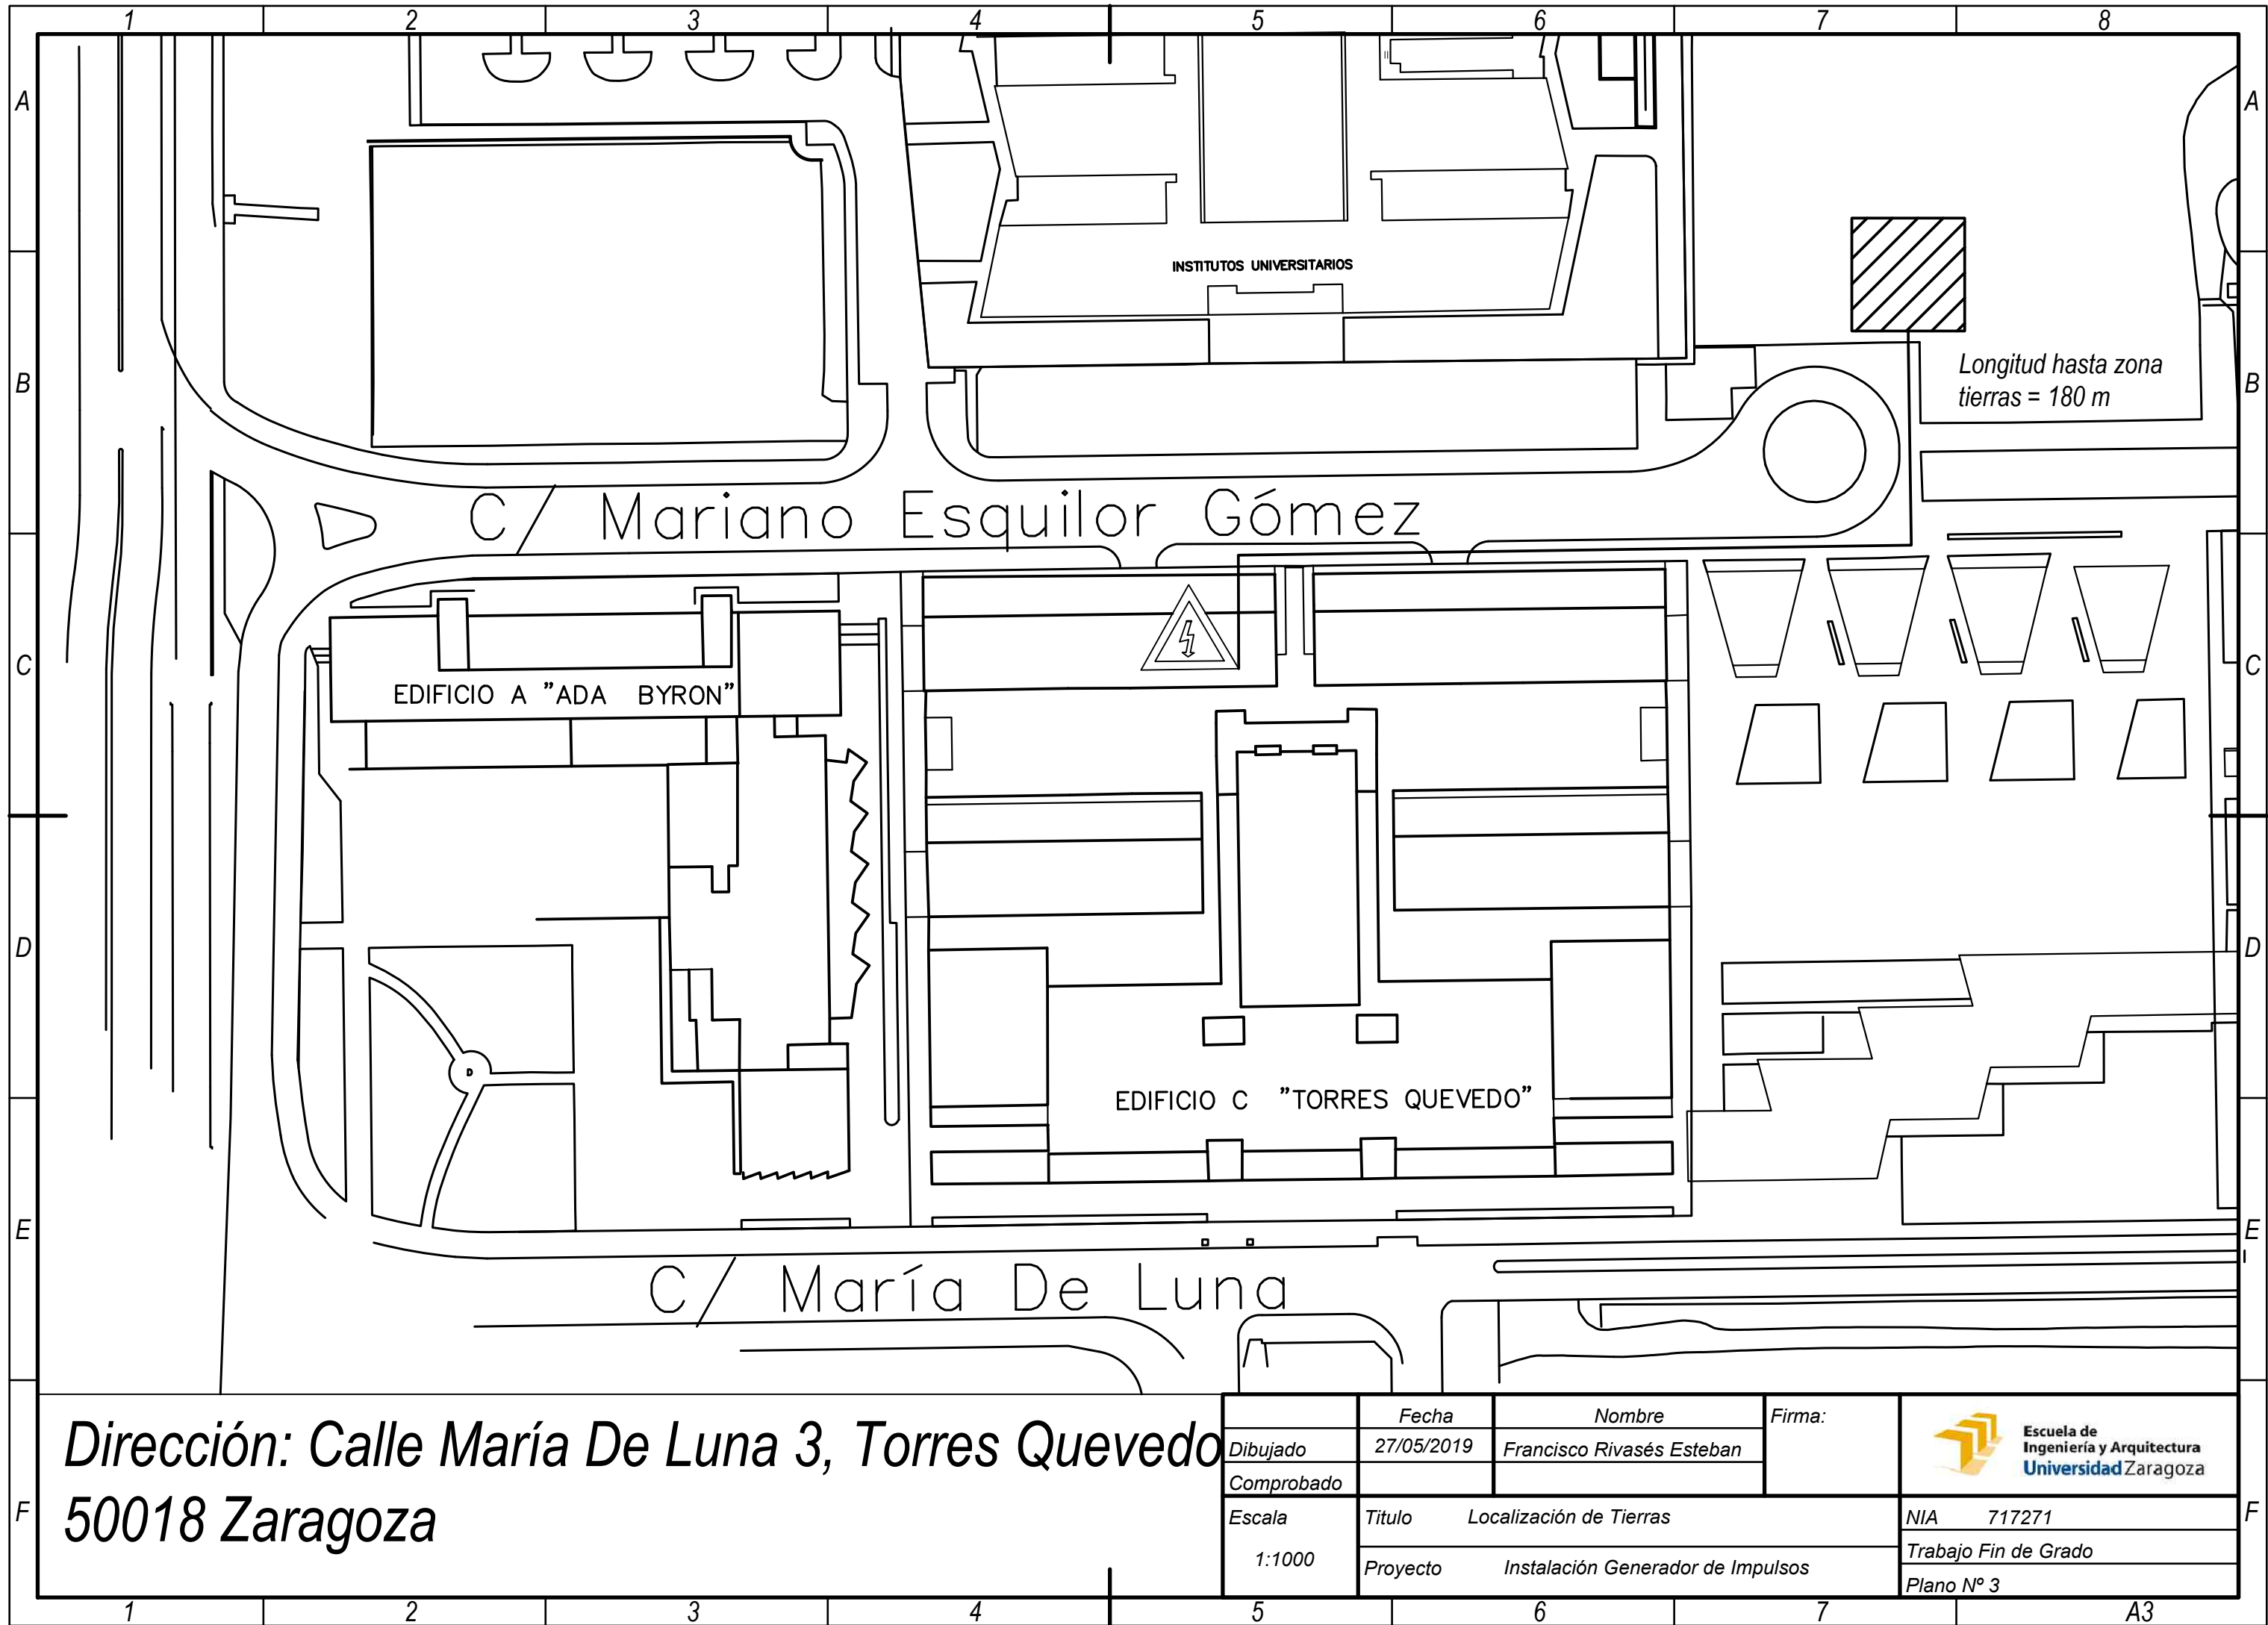 1 2 3 4 5 6 7 8
A A
INSTITUTOS UNIVERSITARIOS
Longitud hasta zona
tierras = 180 m
B B
C/ Mariano Esquilor Gómez
C C
EDIFICIO A "ADA BYRON"
D D
D
EDIFICIO C "TORRES QUEVEDO"
E E
C/ María De Luna
Dirección: Calle María De Luna 3, Torres Quevedo
50018 Zaragoza
Fecha Nombre Firma:
Dibujado 27/05/2019 Francisco Rivasés Esteban
Comprobado
Escuela de
Ingeniería y Arquitectura
Universidad Zaragoza
Escala
1:1000
Titulo Localización de Tierras
Proyecto Instalación Generador de Impulsos
NIA 717271
Trabajo Fin de Grado
Plano Nº 3
F F
1 2 3 4 5 6 7 A3